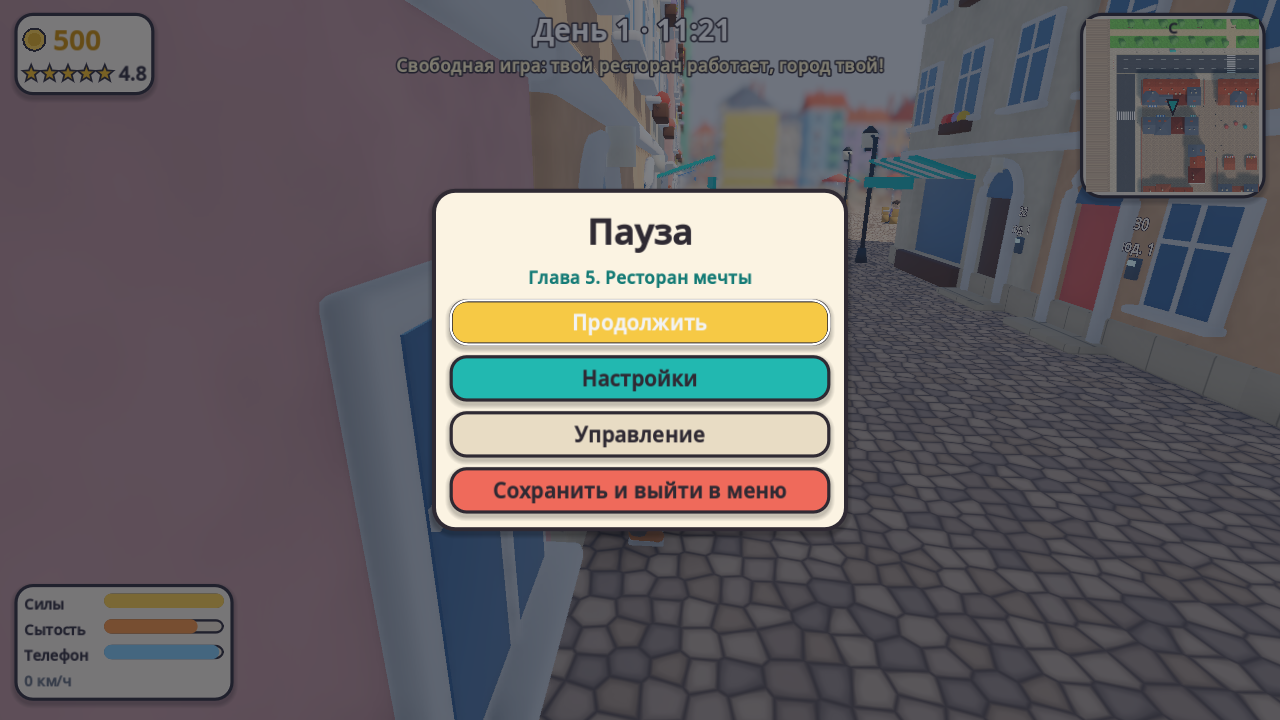 500
4.8
День 1 · 11:21
Свободная игра: твой ресторан работает, город твой!
С
30
Пауза
Глава 5. Ресторан мечты
Продолжить
Настройки
Управление
Сохранить и выйти в меню
Силы
Сытость
Телефон
0 км/ч